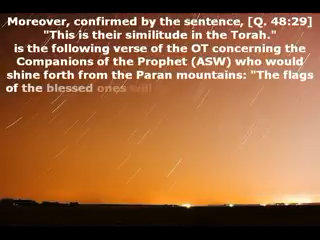 Moreover, confirmed by the sentence, [Q. 48:29]
"This is their similitude in the Torah."
is the following verse of the OT concerning the
Companions of the Prophet (ASW) who would
shine forth from the Paran mountains: "The flags
of the blessed ones will